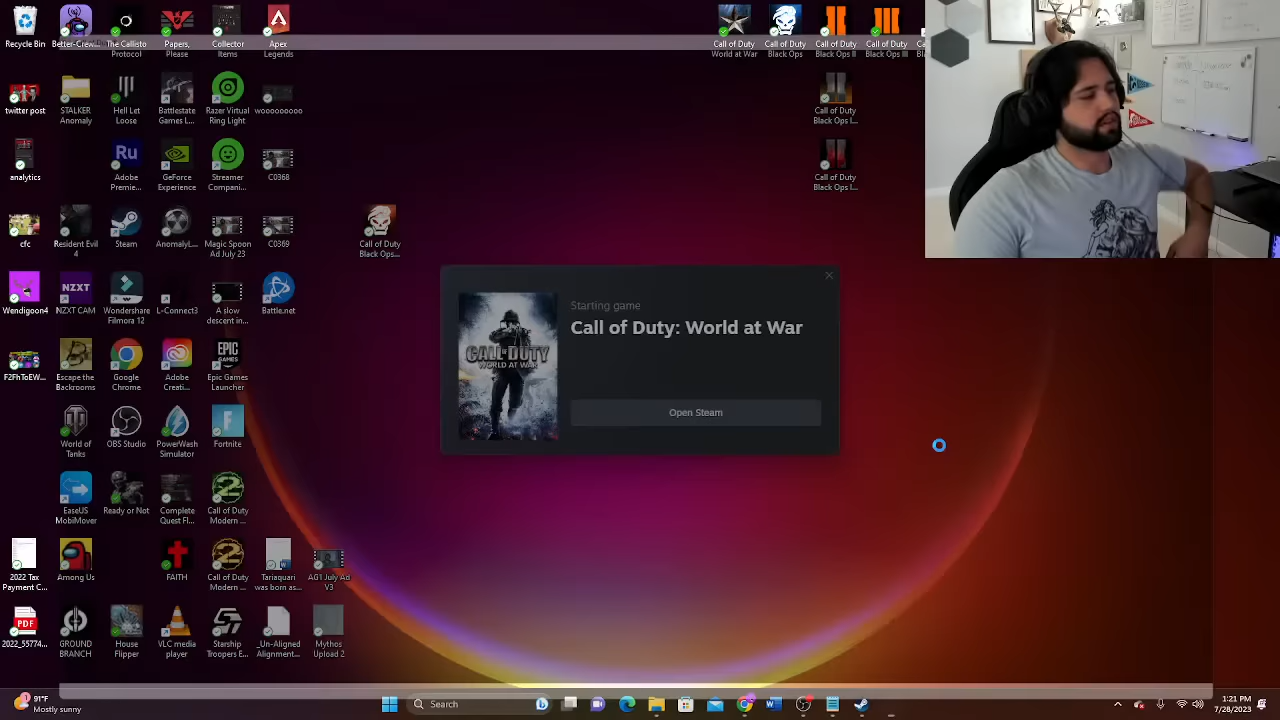 Recycle Bin
Better-Crew...
The Callisto
Protocol
Papers,
Please
Collector
Items
Apex
Legends
Call of Duty
World at War
Call of Duty
Black Ops
Call of Duty
Black Ops II
Call of Duty
Black Ops III
twitter post
STALKER
Anomaly
Hell Let
Loose
Battlestate
Games L...
Razer Virtual
Ring Light
Call of Duty
Black Ops I...
analytics
Adobe
Premie...
GeForce
Experience
Streamer
Compani...
C0368
Call of Duty
Black Ops I...
cfc
Resident Evil
4
Steam
AnomalyL...
Magic Spoon
Ad July 23
C0369
Call of Duty
Black Ops...
Starting game
Call of Duty: World at War
CALL OF DUTY
WORLD AT WAR
Open Steam
Wendigoon4
NZXT
NZXT CAM
Wondershare
Filmora 12
L-Connect3
A slow
descent in...
Battle.net
F2FhToEW...
Escape the
Backrooms
Google
Chrome
Adobe
Creati...
EPIC
GAMES
Epic Games
Launcher
World of
Tanks
OBS Studio
PowerWash
Simulator
Fortnite
EaseUS
MobiMover
Ready or Not
Complete
Quest Fl...
Call of Duty
Modern ...
2022 Tax
Payment C...
Among Us
FAITH
Call of Duty
Modern ...
Tariaquari
was born as...
AG1 July Ad
V3
PDF
2022_55774...
GROUND
BRANCH
House
Flipper
VLC media
player
Starship
Troopers E...
_Un-Aligned
Alignment...
Mythos
Upload 2
91°F
Mostly sunny
Search
1:21 PM
7/28/2023